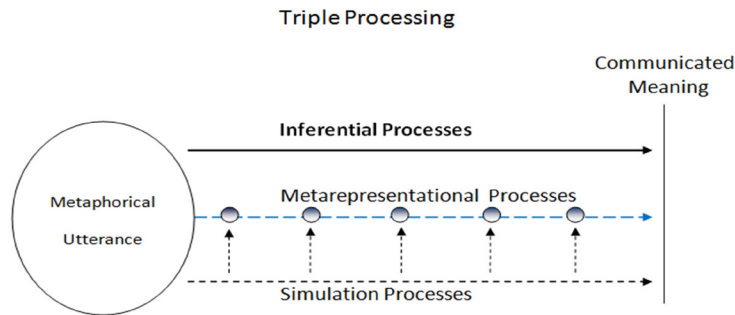 Triple Processing
Communicated
Meaning
Inferential Processes
Metaphorical
Utterance
Metarepresentational Processes
Simulation Processes